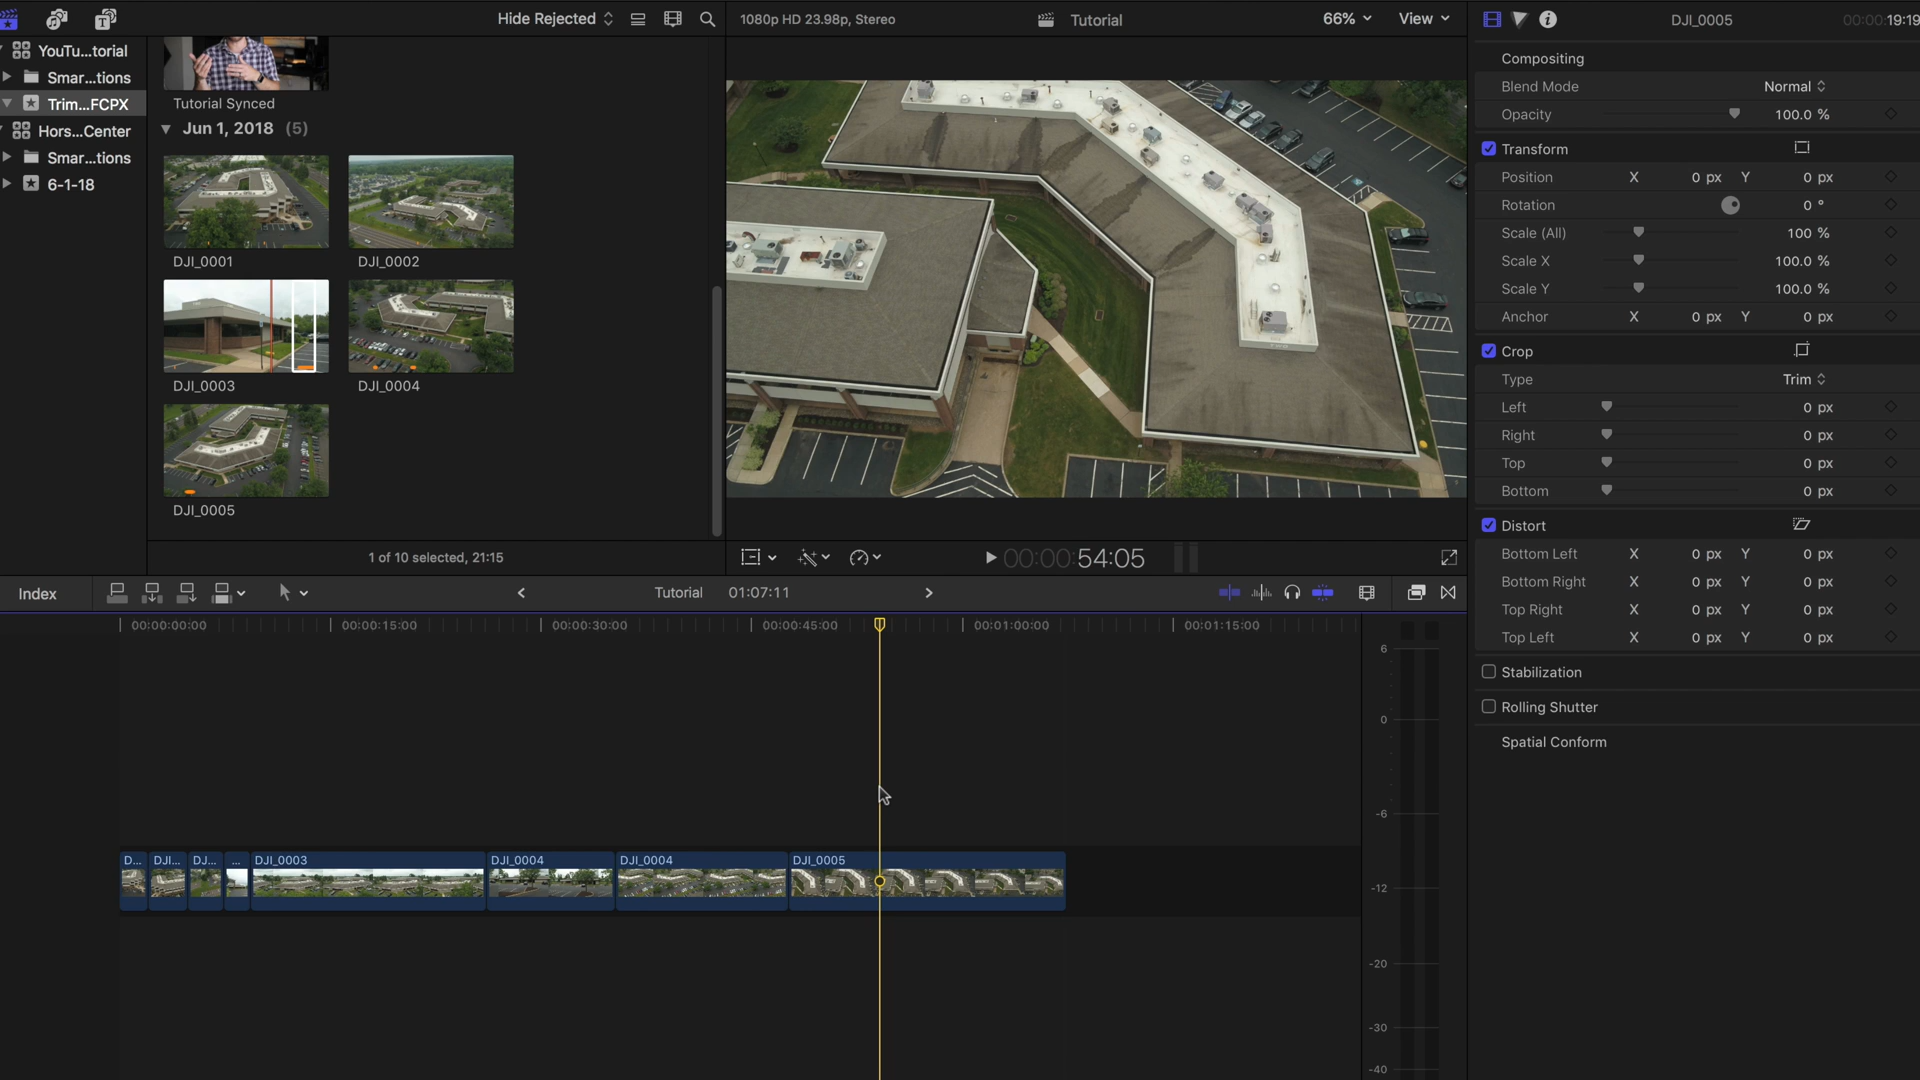 Hide Rejected
1080p HD 23.98p, Stereo
Tutorial
66%
View
DJI_0005
00:00:19:19
YouTu...torial
Smar...tions
Trim...FCPX
Hors...Center
Smar...tions
6-1-18
Tutorial Synced
Jun 1, 2018 (5)
DJI_0001
DJI_0002
DJI_0003
DJI_0004
DJI_0005
1 of 10 selected, 21:15
00:00:54:05
Compositing
Blend Mode Normal
Opacity 100.0 %
Transform
Position X 0 px Y 0 px
Rotation 0 °
Scale (All) 100 %
Scale X 100.0 %
Scale Y 100.0 %
Anchor X 0 px Y 0 px
Crop
Type Trim
Left 0 px
Right 0 px
Top 0 px
Bottom 0 px
Distort
Bottom Left X 0 px Y 0 px
Bottom Right X 0 px Y 0 px
Top Right X 0 px Y 0 px
Top Left X 0 px Y 0 px
Stabilization
Rolling Shutter
Spatial Conform
Index
Tutorial 01:07:11
00:00:00:00 00:00:15:00 00:00:30:00 00:00:45:00 00:01:00:00 00:01:15:00
D... DJI... DJ... ... DJI_0003 DJI_0004 DJI_0004 DJI_0005
6
0
-6
-12
-20
-30
-40